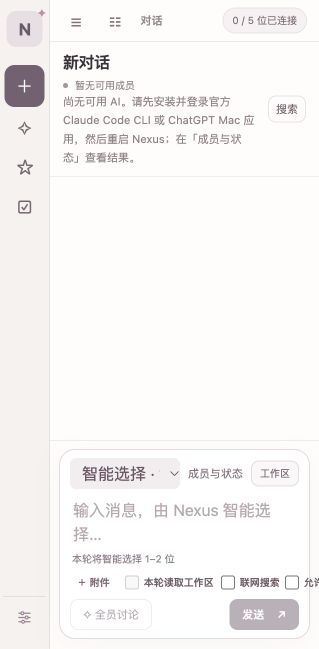 N
对话
0 / 5 位已连接
新对话
暂无可用成员
尚无可用 AI。请先安装并登录官方
Claude Code CLI 或 ChatGPT Mac 应
用，然后重启 Nexus；在「成员与状
态」查看结果。
搜索
智能选择 ·
成员与状态
工作区
输入消息，由 Nexus 智能选
择...
本轮将智能选择 1–2 位
+ 附件
本轮读取工作区
联网搜索
允许
✧ 全员讨论
发送 ↗